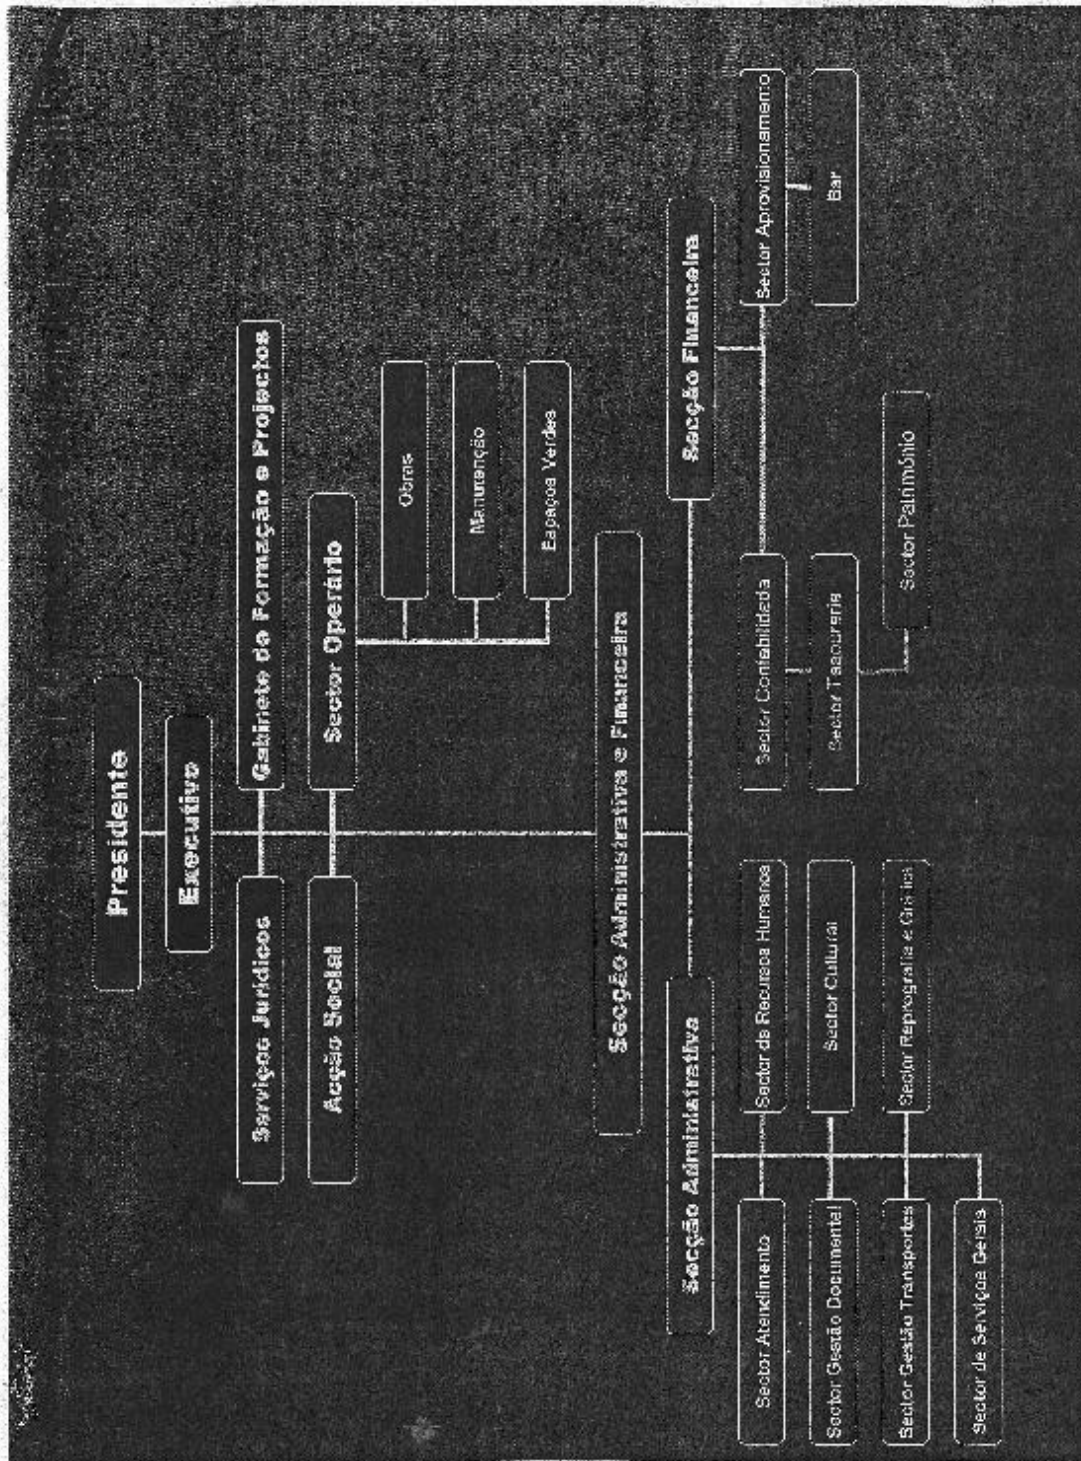 Presidente
Executivo
Serviços Jurídicos
Gabinete de Formação e Projectos
Acção Social
Sector Operário
Obras
Manutenção
Espaços Verdes
Secção Administrativa e Financeira
Secção Administrativa
Secção Financeira
Sector Atendimento
Sector de Recursos Humanos
Sector Contabilidade
Sector Aprovisionamento
Sector Gestão Documental
Sector Cultural
Sector Tesouraria
Bar
Sector Gestão Transportes
Sector Reprografia e Gráfica
Sector Património
Sector de Serviços Gerais